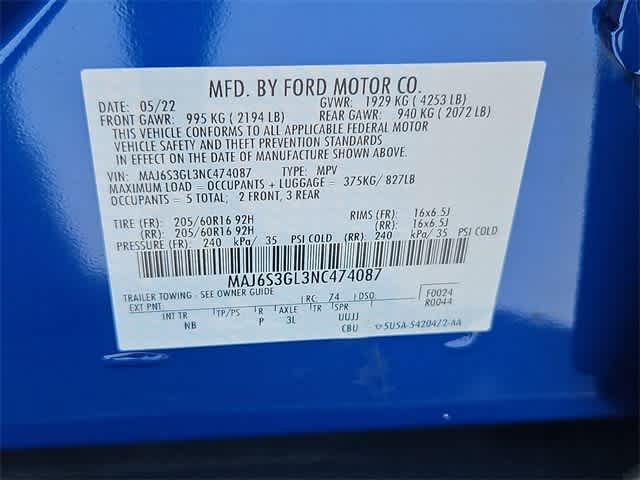 MFD. BY FORD MOTOR CO.
DATE: 05/22 GVWR: 1929 KG ( 4253 LB)
FRONT GAWR: 995 KG ( 2194 LB) REAR GAWR: 940 KG ( 2072 LB)
THIS VEHICLE CONFORMS TO ALL APPLICABLE FEDERAL MOTOR
VEHICLE SAFETY AND THEFT PREVENTION STANDARDS
IN EFFECT ON THE DATE OF MANUFACTURE SHOWN ABOVE.
VIN: MAJ6S3GL3NC474087 TYPE: MPV
MAXIMUM LOAD = OCCUPANTS + LUGGAGE = 375KG/ 827LB
OCCUPANTS = 5 TOTAL; 2 FRONT, 3 REAR
TIRE (FR): 205/60R16 92H RIMS (FR): 16x6.5J
(RR): 205/60R16 92H (RR): 16x6.5J
PRESSURE (FR): 240 kPa/ 35 PSI COLD (RR): 240 kPa/ 35 PSI COLD
MAJ6S3GL3NC474087
TRAILER TOWING - SEE OWNER GUIDE RC: 74 DSO: F0024
EXT PNT: R0044
INT TR TP/PS R AXLE TR SPR
NB P 3L UUJJ
CBU 5U5A-54204/2-AA